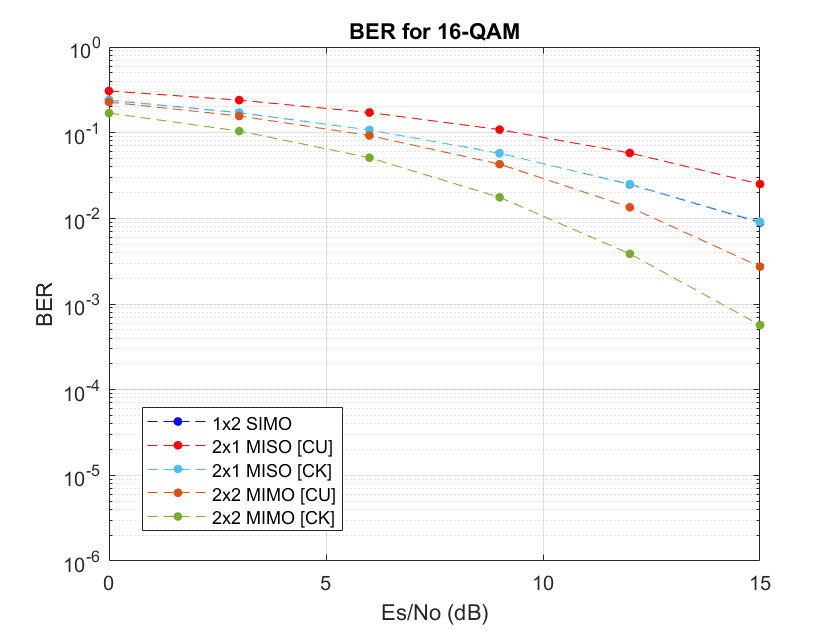 BER for 16-QAM
10^0
10^-1
10^-2
10^-3
10^-4
10^-5
10^-6
BER
1x2 SIMO
2x1 MISO [CU]
2x1 MISO [CK]
2x2 MIMO [CU]
2x2 MIMO [CK]
0 5 10 15
Es/No (dB)